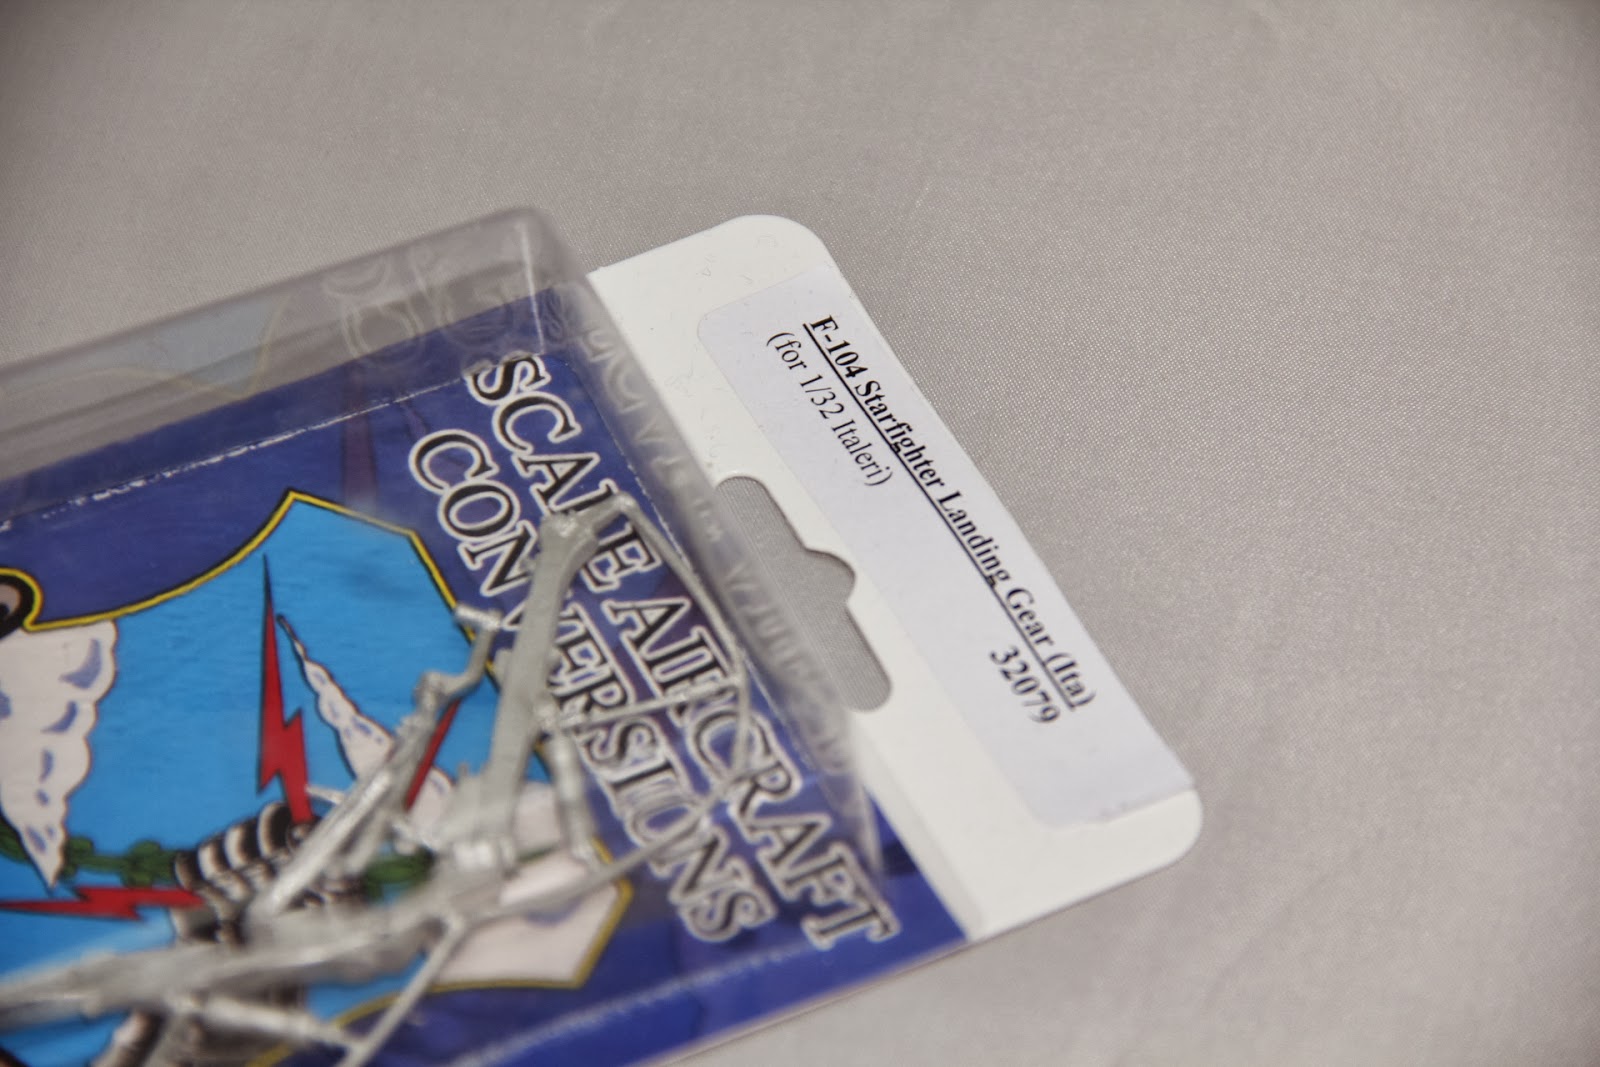 F-104 Starfighter Landing Gear (Ita)
(for 1/32 Italeri)
32079
SCALE AIRCRAFT
CONVERSIONS